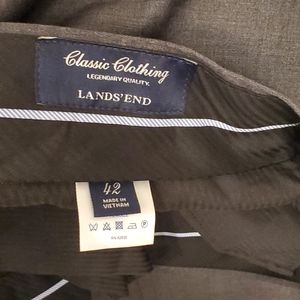 Classic Clothing
LEGENDARY QUALITY.
LANDS'END
42
MADE IN
VIETNAM